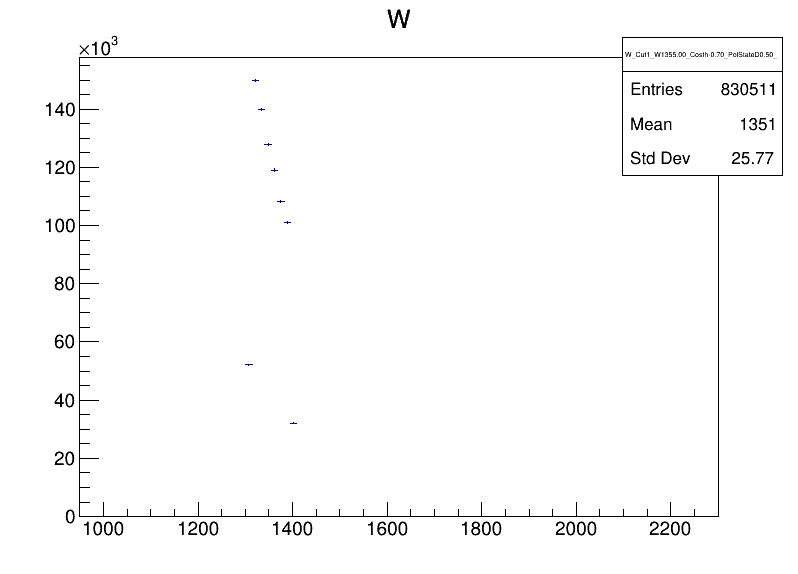 W
×10³
W_Cut1_W1355.00_Costh-0.70_PolStateD0.50_
Entries 830511
Mean 1351
Std Dev 25.77
140
120
100
80
60
40
20
0
1000 1200 1400 1600 1800 2000 2200